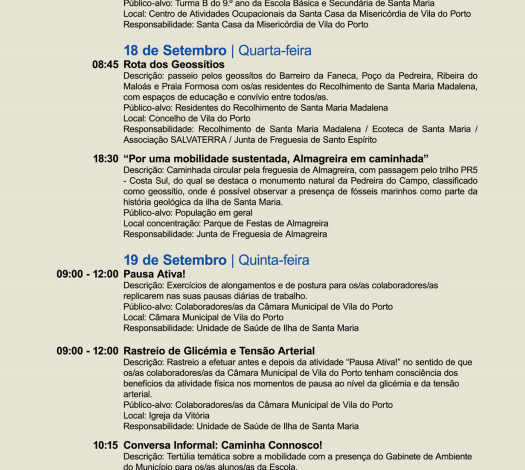 Público-alvo: Turma B do 9.º ano da Escola Básica e Secundária de Santa Maria
Local: Centro de Atividades Ocupacionais da Santa Casa da Misericórdia de Vila do Porto
Responsabilidade: Santa Casa da Misericórdia de Vila do Porto
18 de Setembro | Quarta-feira
08:45 Rota dos Geossítios
Descrição: passeio pelos geossítos do Barreiro da Faneca, Poço da Pedreira, Ribeira do
Maloás e Praia Formosa com os/as residentes do Recolhimento de Santa Maria Madalena,
com espaços de educação e convívio entre todos/as.
Público-alvo: Residentes do Recolhimento de Santa Maria Madalena
Local: Concelho de Vila do Porto
Responsabilidade: Recolhimento de Santa Maria Madalena / Ecoteca de Santa Maria /
Associação SALVATERRA / Junta de Freguesia de Santo Espírito
18:30 “Por uma mobilidade sustentada, Almagreira em caminhada”
Descrição: Caminhada circular pela freguesia de Almagreira, com passagem pelo trilho PR5
- Costa Sul, do qual se destaca o monumento natural da Pedreira do Campo, classificado
como geossítio, onde é possível observar a presença de fósseis marinhos como parte da
história geológica da ilha de Santa Maria.
Público-alvo: População em geral
Local concentração: Parque de Festas de Almagreira
Responsabilidade: Junta de Freguesia de Almagreira
19 de Setembro | Quinta-feira
09:00 - 12:00 Pausa Ativa!
Descrição: Exercícios de alongamentos e de postura para os/as colaboradores/as
replicarem nas suas pausas diárias de trabalho.
Público-alvo: Colaboradores/as da Câmara Municipal de Vila do Porto
Local: Câmara Municipal de Vila do Porto
Responsabilidade: Unidade de Saúde de Ilha de Santa Maria
09:00 - 12:00 Rastreio de Glicémia e Tensão Arterial
Descrição: Rastreio a efetuar antes e depois da atividade “Pausa Ativa!” no sentido de que
os/as colaboradores/as da Câmara Municipal de Vila do Porto tenham consciência dos
benefícios da atividade física nos momentos de pausa ao nível da glicémia e da tensão
arterial.
Público-alvo: Colaboradores/as da Câmara Municipal de Vila do Porto
Local: Igreja da Vitória
Responsabilidade: Unidade de Saúde de Ilha de Santa Maria
10:15 Conversa Informal: Caminha Connosco!
Descrição: Tertúlia temática sobre a mobilidade com a presença do Gabinete de Ambiente
do Município para os/as alunos/as da Escola.